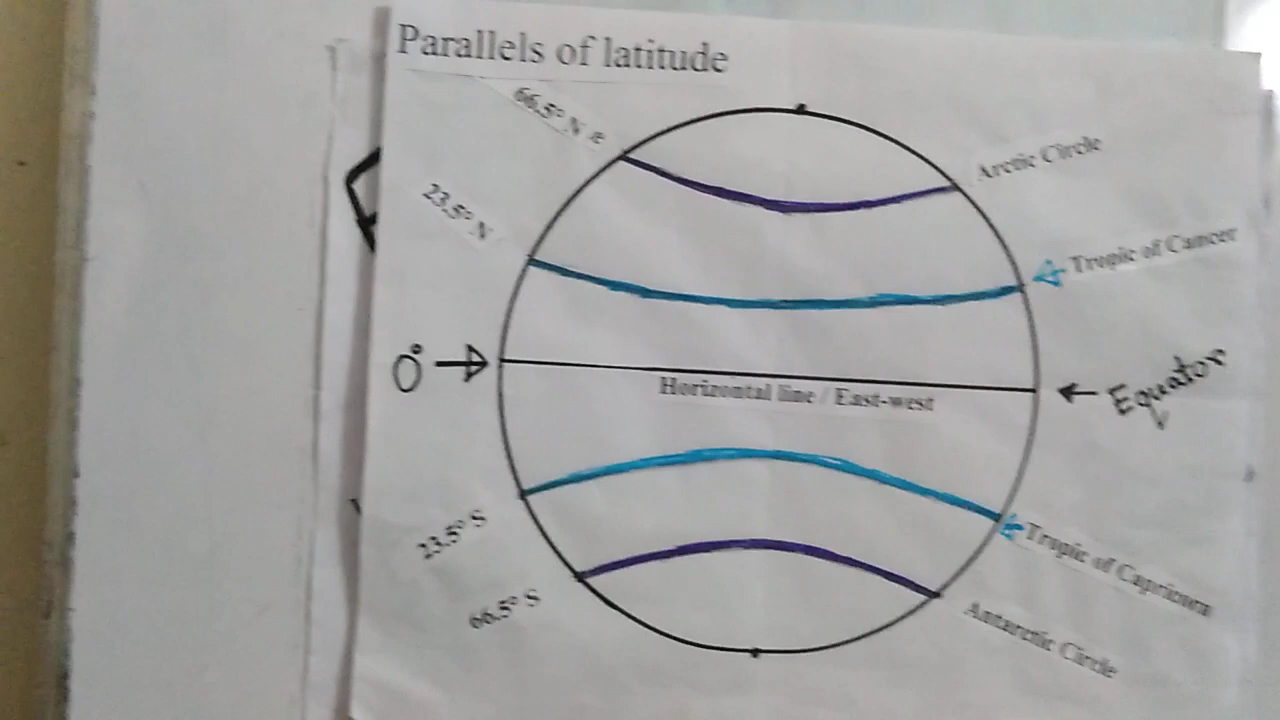 Parallels of latitude
66.5° N e
Arctic Circle
23.5° N
Tropic of Cancer
0°
Horizontal line / East-west
Equator
23.5° S
Tropic of Capricorn
66.5° S
Antarctic Circle